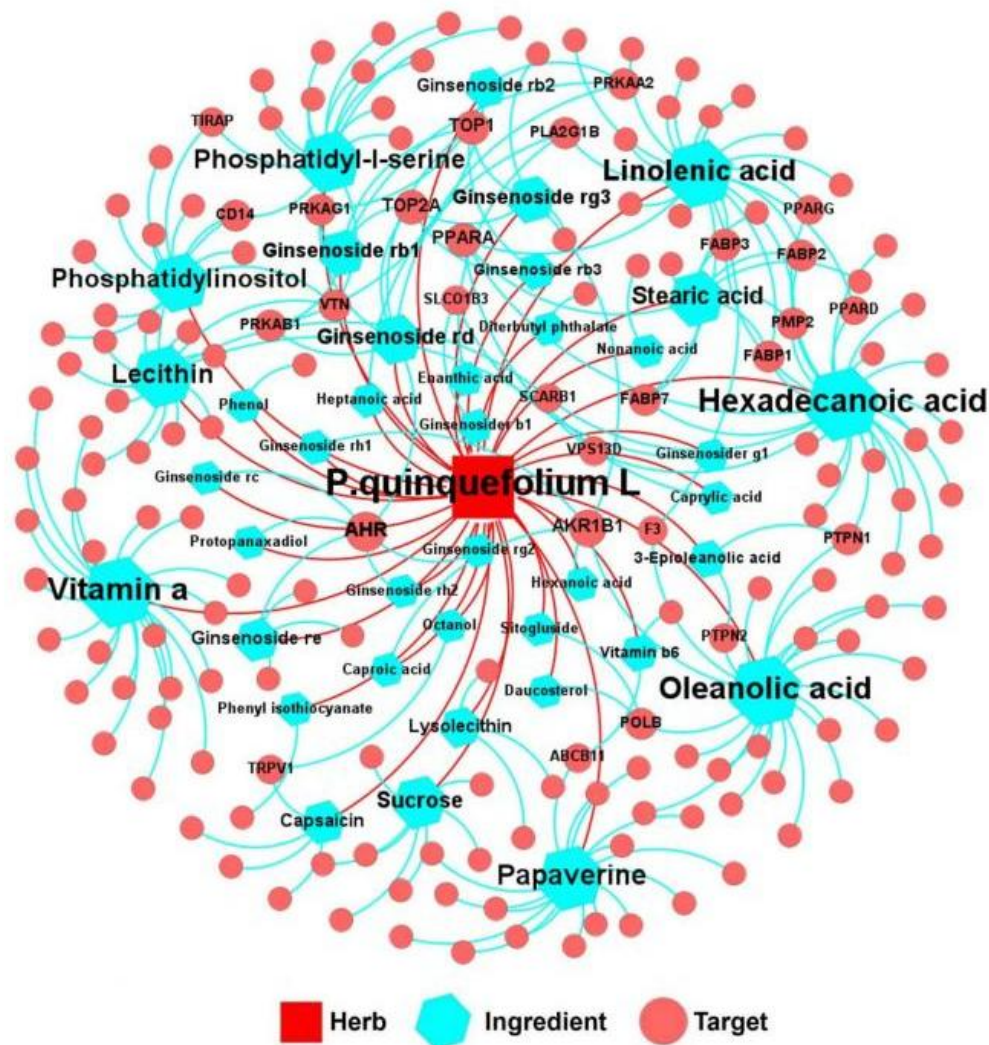 Ginsenoside rb2
PRKAA2
TIRAP
TOP1
PLA2G1B
Phosphatidyl-l-serine
Linolenic acid
Ginsenoside rg3
CD14
PRKAG1
TOP2A
PPARG
PPARA
Ginsenoside rb1
FABP3
FABP2
Phosphatidylinositol
Ginsenoside rb3
Stearic acid
VTN
SLCO1B3
PPARD
PRKAB1
Ginsenoside rd
Diterbutyl phthalate
PMP2
Nonanoic acid
FABP1
Lecithin
Enanthic acid
Phenol
Heptanoic acid
SCARB1
FABP7
Hexadecanoic acid
Ginsenosider b1
Ginsenoside rh1
VPS13D
Ginsenosider g1
Ginsenoside rc
P.quinquefolium L
Caprylic acid
AHR
AKR1B1
F3
Protopanaxadiol
Ginsenoside rg2
3-Epioleanolic acid
PTPN1
Vitamin a
Ginsenoside rh2
Hexanoic acid
Ginsenoside re
Octanol
Sitogluside
PTPN2
Vitamin b6
Caproic acid
Oleanolic acid
Daucosterol
Phenyl isothiocyanate
Lysolecithin
POLB
TRPV1
ABCB11
Sucrose
Capsaicin
Papaverine
Herb
Ingredient
Target